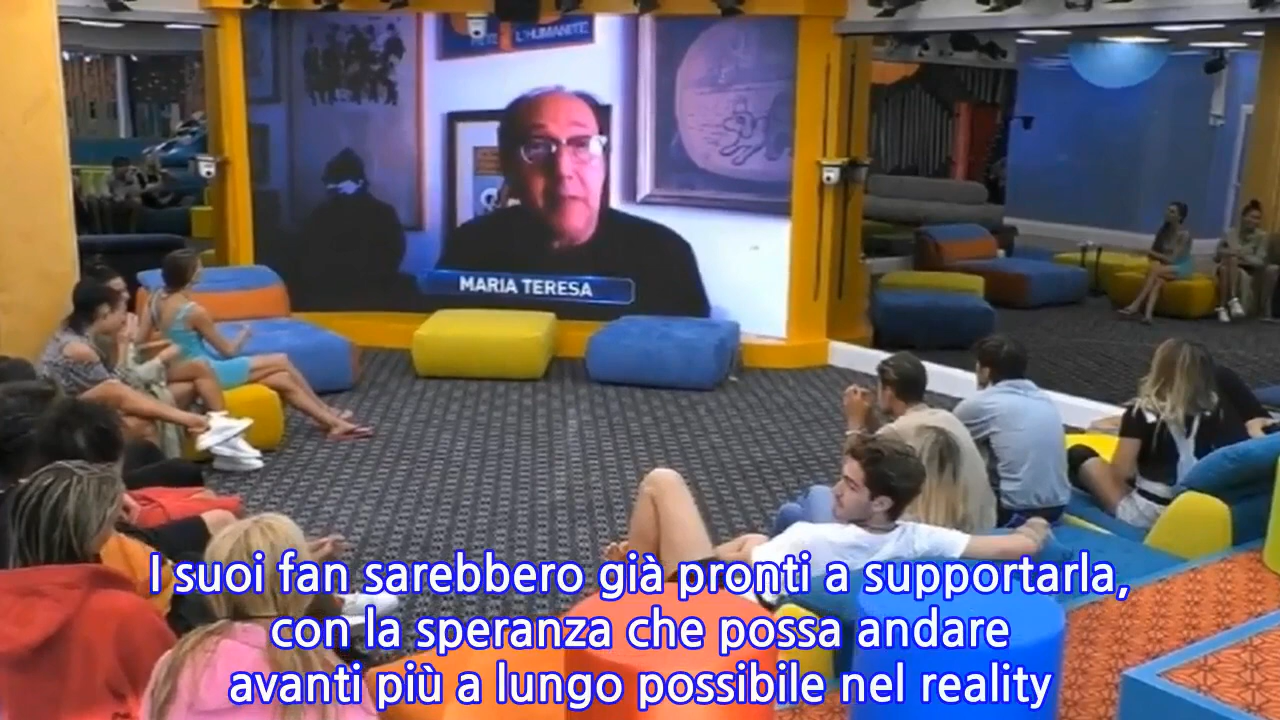 L'HUMANITÉ
MARIA TERESA
I suoi fan sarebbero già pronti a supportarla,
con la speranza che possa andare
avanti più a lungo possibile nel reality